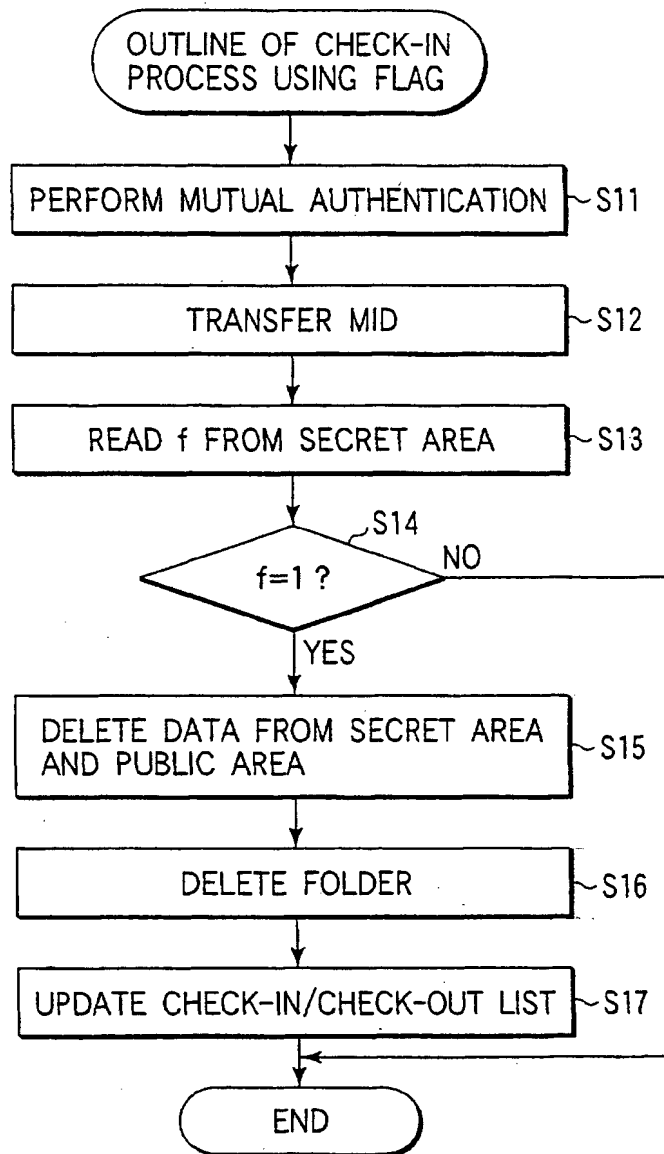 OUTLINE OF CHECK-IN
PROCESS USING FLAG
PERFORM MUTUAL AUTHENTICATION
S11
TRANSFER MID
S12
READ f FROM SECRET AREA
S13
S14
f=1 ?
NO
YES
DELETE DATA FROM SECRET AREA
AND PUBLIC AREA
S15
DELETE FOLDER
S16
UPDATE CHECK-IN/CHECK-OUT LIST
S17
END